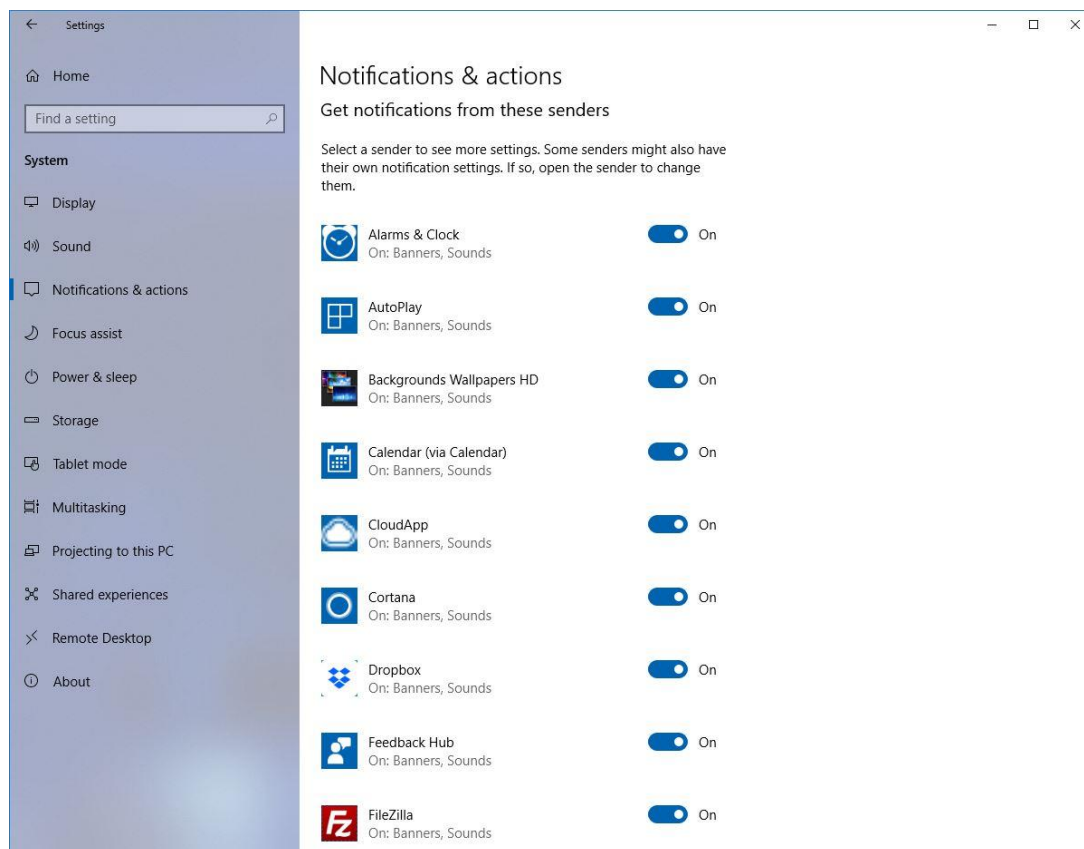 Settings
Home
Find a setting
System
Display
Sound
Notifications & actions
Focus assist
Power & sleep
Storage
Tablet mode
Multitasking
Projecting to this PC
Shared experiences
Remote Desktop
About
Notifications & actions
Get notifications from these senders
Select a sender to see more settings. Some senders might also have
their own notification settings. If so, open the sender to change
them.
Alarms & Clock
On: Banners, Sounds
On
AutoPlay
On: Banners, Sounds
On
Backgrounds Wallpapers HD
On: Banners, Sounds
On
Calendar (via Calendar)
On: Banners, Sounds
On
CloudApp
On: Banners, Sounds
On
Cortana
On: Banners, Sounds
On
Dropbox
On: Banners, Sounds
On
Feedback Hub
On: Banners, Sounds
On
Fz
FileZilla
On: Banners, Sounds
On